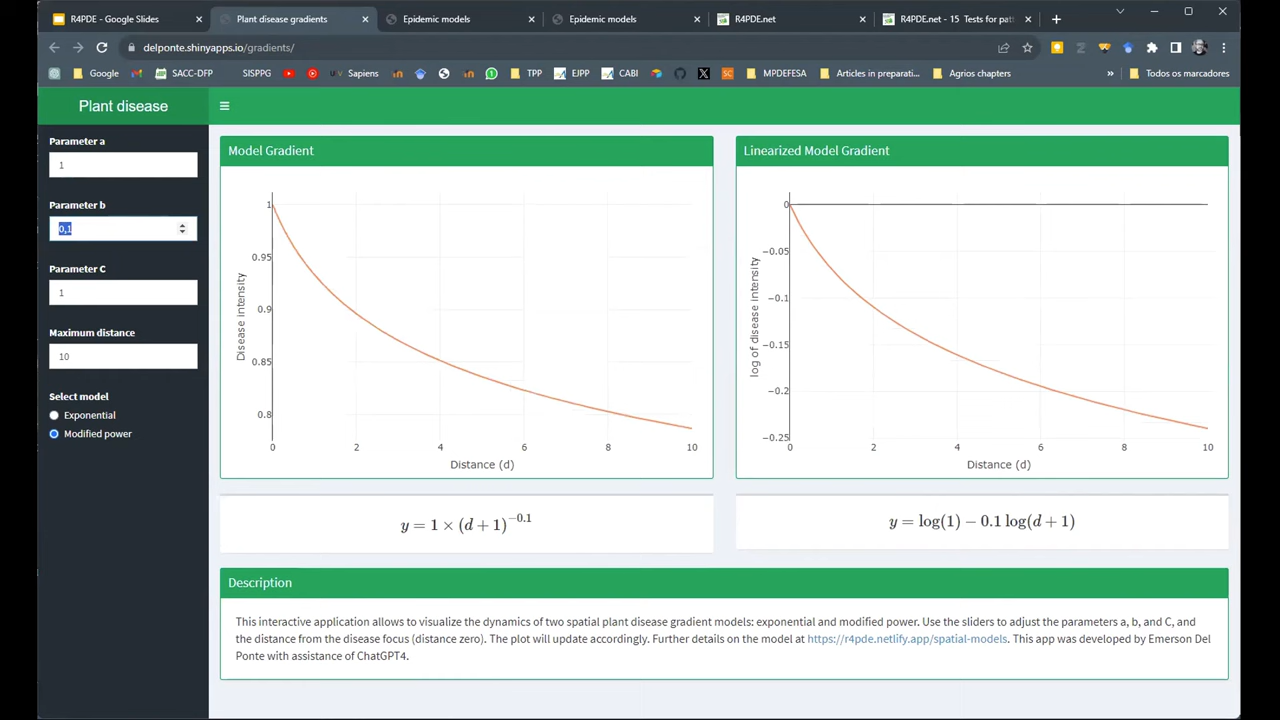 R4PDE - Google Slides
Plant disease gradients
Epidemic models
Epidemic models
R4PDE.net
R4PDE.net - 15 Tests for pat
delponte.shinyapps.io/gradients/
Google
SACC-DFP
SISPPG
Sapiens
TPP
EJPP
CABI
MPDEFESA
Articles in preparati...
Agrios chapters
Todos os marcadores
Plant disease
Parameter a
1
Parameter b
0,1
Parameter C
1
Maximum distance
10
Select model
Exponential
Modified power
Model Gradient
1
0.95
0.9
0.85
0.8
Disease intensity
0 2 4 6 8 10
Distance (d)
y = 1 × (d + 1)^−0.1
Linearized Model Gradient
0
−0.05
−0.1
−0.15
−0.2
−0.25
log of disease intensity
0 2 4 6 8 10
Distance (d)
y = log(1) − 0.1 log(d + 1)
Description
This interactive application allows to visualize the dynamics of two spatial plant disease gradient models: exponential and modified power. Use the sliders to adjust the parameters a, b, and C, and
the distance from the disease focus (distance zero). The plot will update accordingly. Further details on the model at https://r4pde.netlify.app/spatial-models. This app was developed by Emerson Del
Ponte with assistance of ChatGPT4.